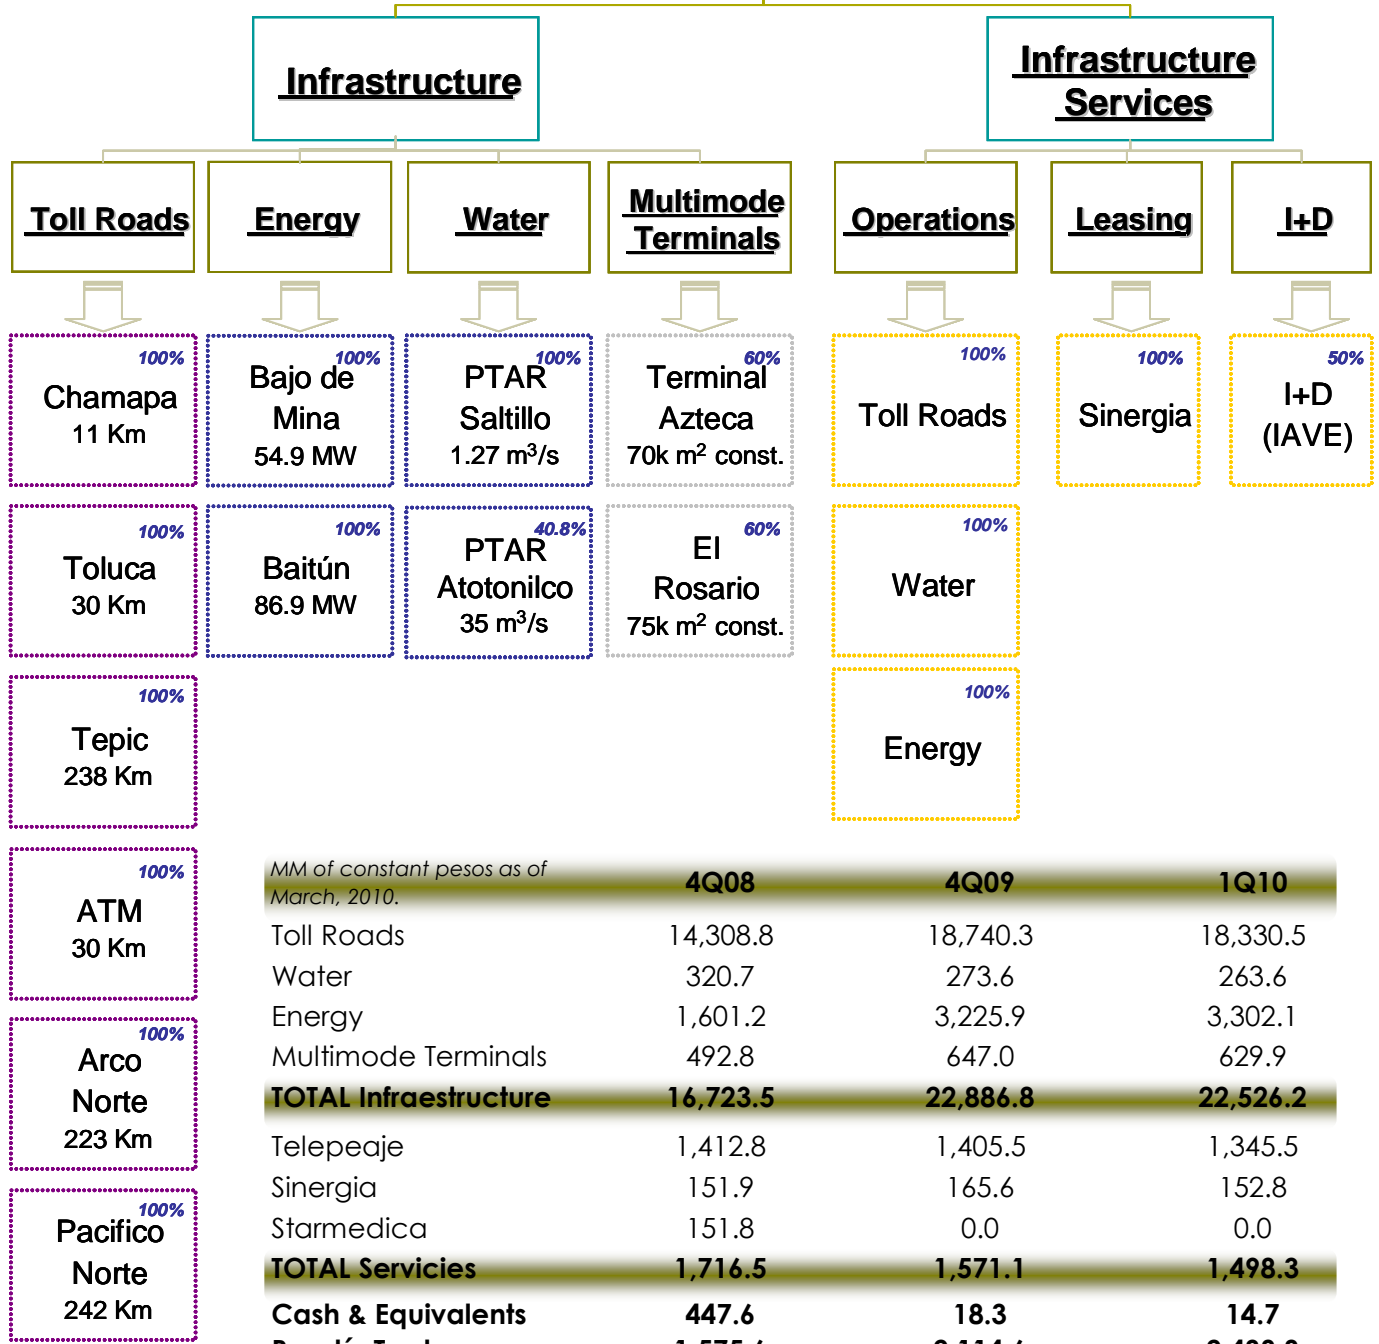 Infrastructure
Infrastructure
Services
Toll Roads
Energy
Water
Multimode
Terminals
Operations
Leasing
I+D
100%
Chamapa
11 Km
100%
Bajo de
Mina
54.9 MW
100%
PTAR
Saltillo
1.27 m³/s
60%
Terminal
Azteca
70k m² const.
100%
Toll Roads
100%
Sinergia
50%
I+D
(IAVE)
100%
Toluca
30 Km
100%
Baitún
86.9 MW
40.8%
PTAR
Atotonilco
35 m³/s
60%
El
Rosario
75k m² const.
100%
Water
100%
Tepic
238 Km
100%
Energy
100%
ATM
30 Km
100%
Arco
Norte
223 Km
100%
Pacifico
Norte
242 Km
MM of constant pesos as of
March, 2010.
4Q08 4Q09 1Q10
Toll Roads 14,308.8 18,740.3 18,330.5
Water 320.7 273.6 263.6
Energy 1,601.2 3,225.9 3,302.1
Multimode Terminals 492.8 647.0 629.9
TOTAL Infraestructure 16,723.5 22,886.8 22,526.2
Telepeaje 1,412.8 1,405.5 1,345.5
Sinergia 151.9 165.6 152.8
Starmedica 151.8 0.0 0.0
TOTAL Servicies 1,716.5 1,571.1 1,498.3
Cash & Equivalents 447.6 18.3 14.7